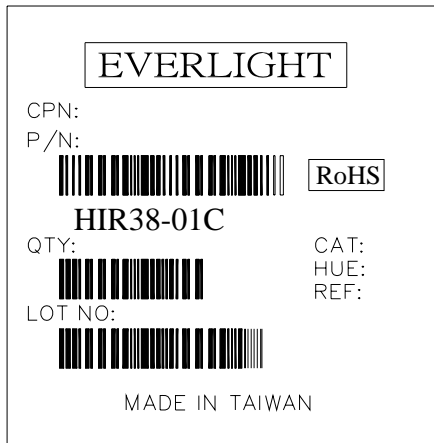 EVERLIGHT
CPN:
P/N:
RoHS
HIR38-01C
QTY:
CAT:
HUE:
REF:
LOT NO:
MADE IN TAIWAN